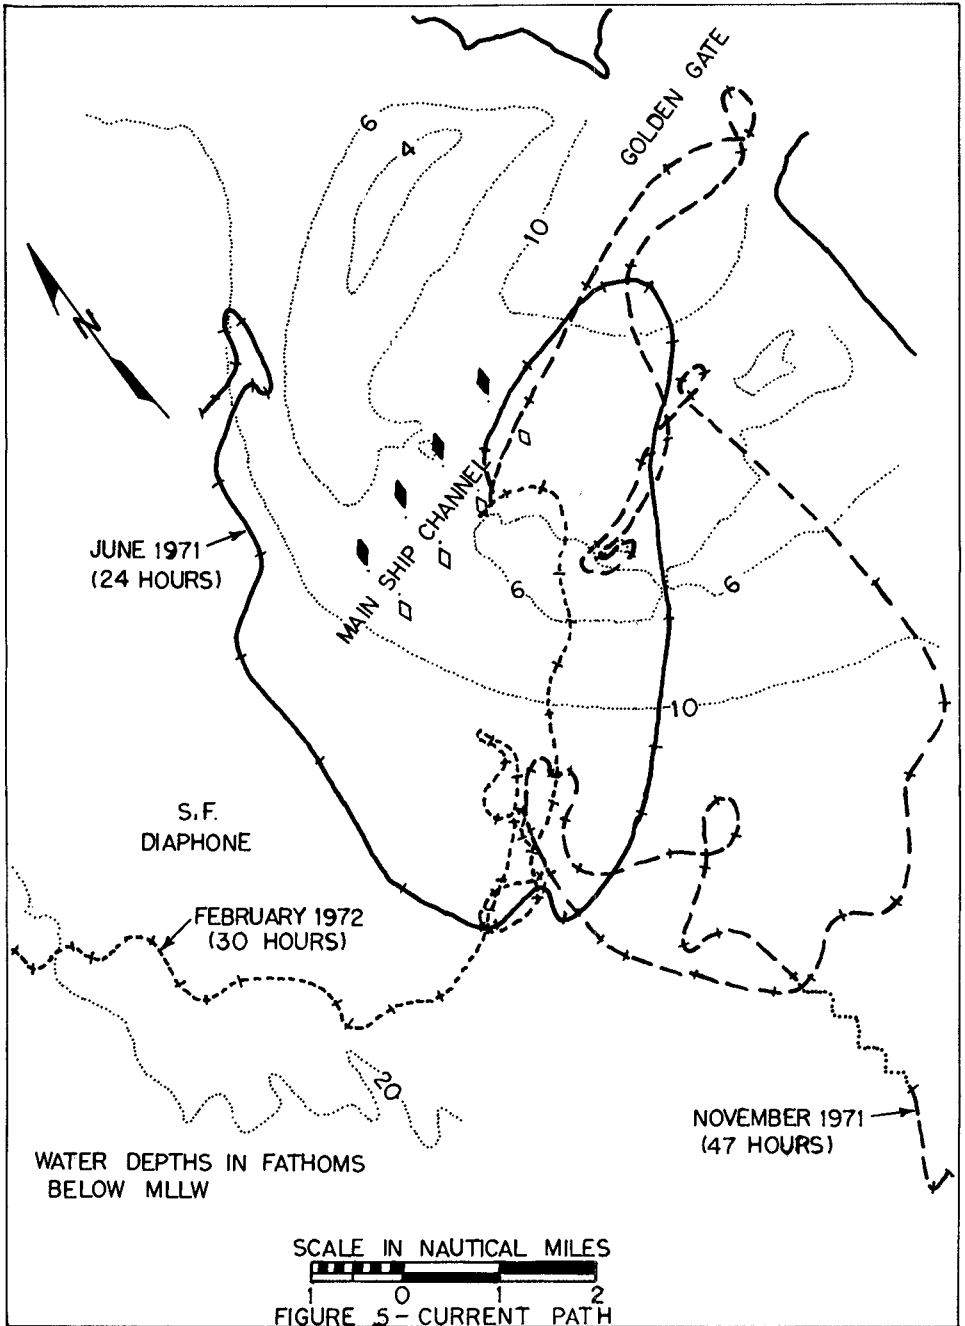 GOLDEN GATE
6
4
10
N
MAIN SHIP CHANNEL
JUNE 1971
(24 HOURS)
6
6
10
S.F.
DIAPHONE
FEBRUARY 1972
(30 HOURS)
20
NOVEMBER 1971
(47 HOURS)
WATER DEPTHS IN FATHOMS
BELOW MLLW
SCALE IN NAUTICAL MILES
1 0 1 2
FIGURE 5 - CURRENT PATH